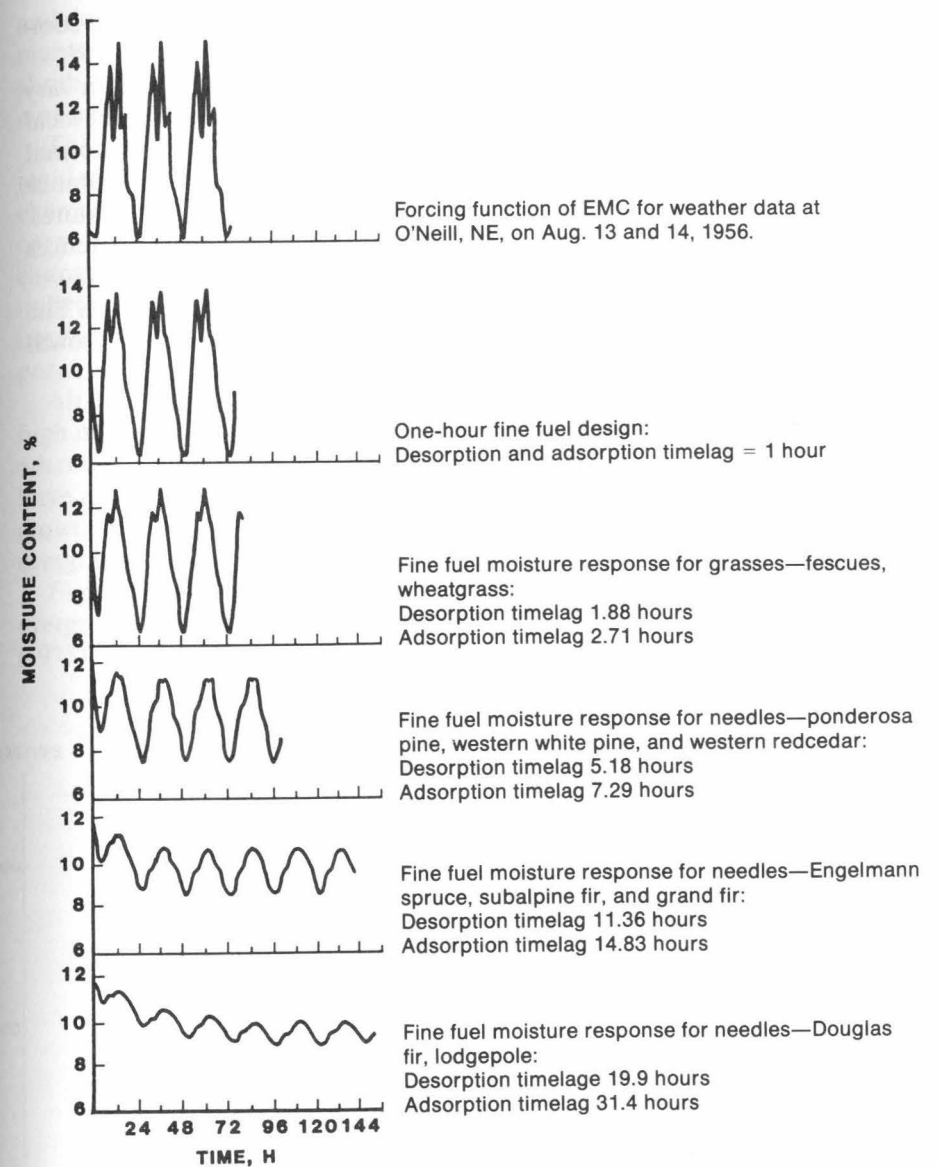 16
14
12
10
8
6
Forcing function of EMC for weather data at
O'Neill, NE, on Aug. 13 and 14, 1956.
14
12
10
8
6
One-hour fine fuel design:
Desorption and adsorption timelag = 1 hour
MOISTURE CONTENT, %
12
10
8
6
Fine fuel moisture response for grasses—fescues,
wheatgrass:
Desorption timelag 1.88 hours
Adsorption timelag 2.71 hours
12
10
8
6
Fine fuel moisture response for needles—ponderosa
pine, western white pine, and western redcedar:
Desorption timelag 5.18 hours
Adsorption timelag 7.29 hours
12
10
8
6
Fine fuel moisture response for needles—Engelmann
spruce, subalpine fir, and grand fir:
Desorption timelag 11.36 hours
Adsorption timelag 14.83 hours
12
10
8
6
Fine fuel moisture response for needles—Douglas
fir, lodgepole:
Desorption timelage 19.9 hours
Adsorption timelag 31.4 hours
24 48 72 96 120 144
TIME, H